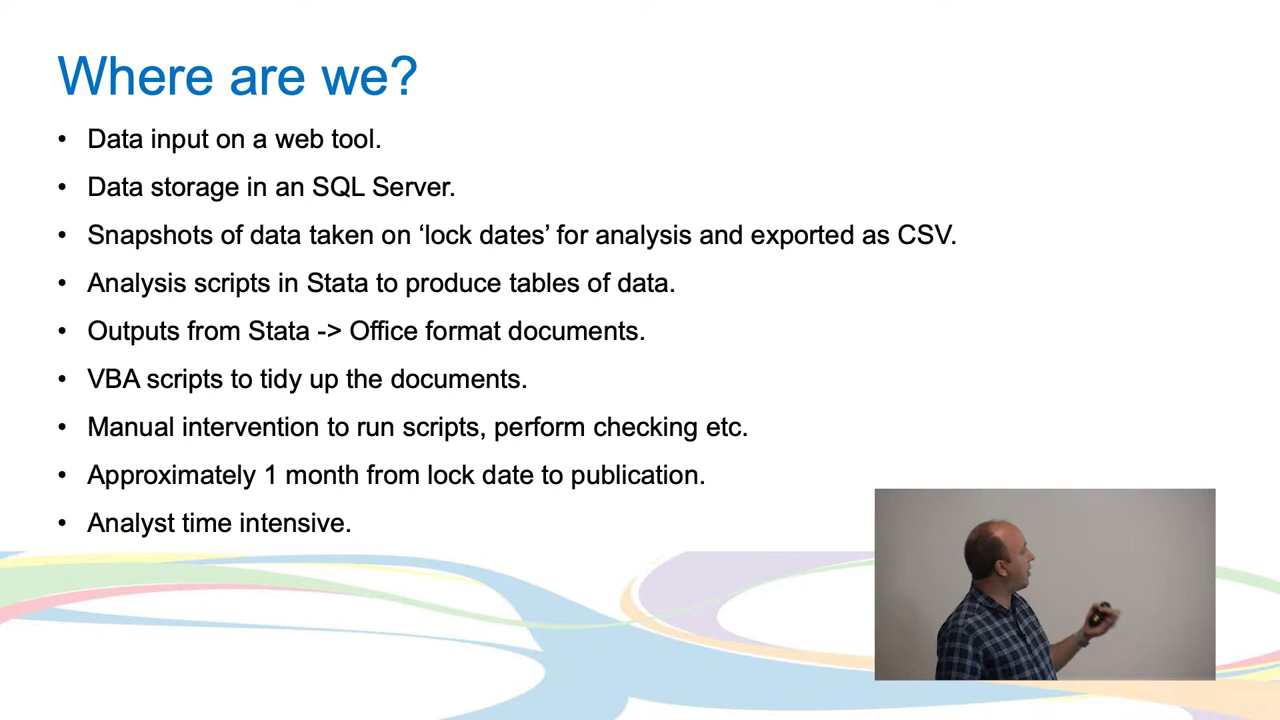 Where are we?
• Data input on a web tool.
• Data storage in an SQL Server.
• Snapshots of data taken on ‘lock dates’ for analysis and exported as CSV.
• Analysis scripts in Stata to produce tables of data.
• Outputs from Stata -> Office format documents.
• VBA scripts to tidy up the documents.
• Manual intervention to run scripts, perform checking etc.
• Approximately 1 month from lock date to publication.
• Analyst time intensive.